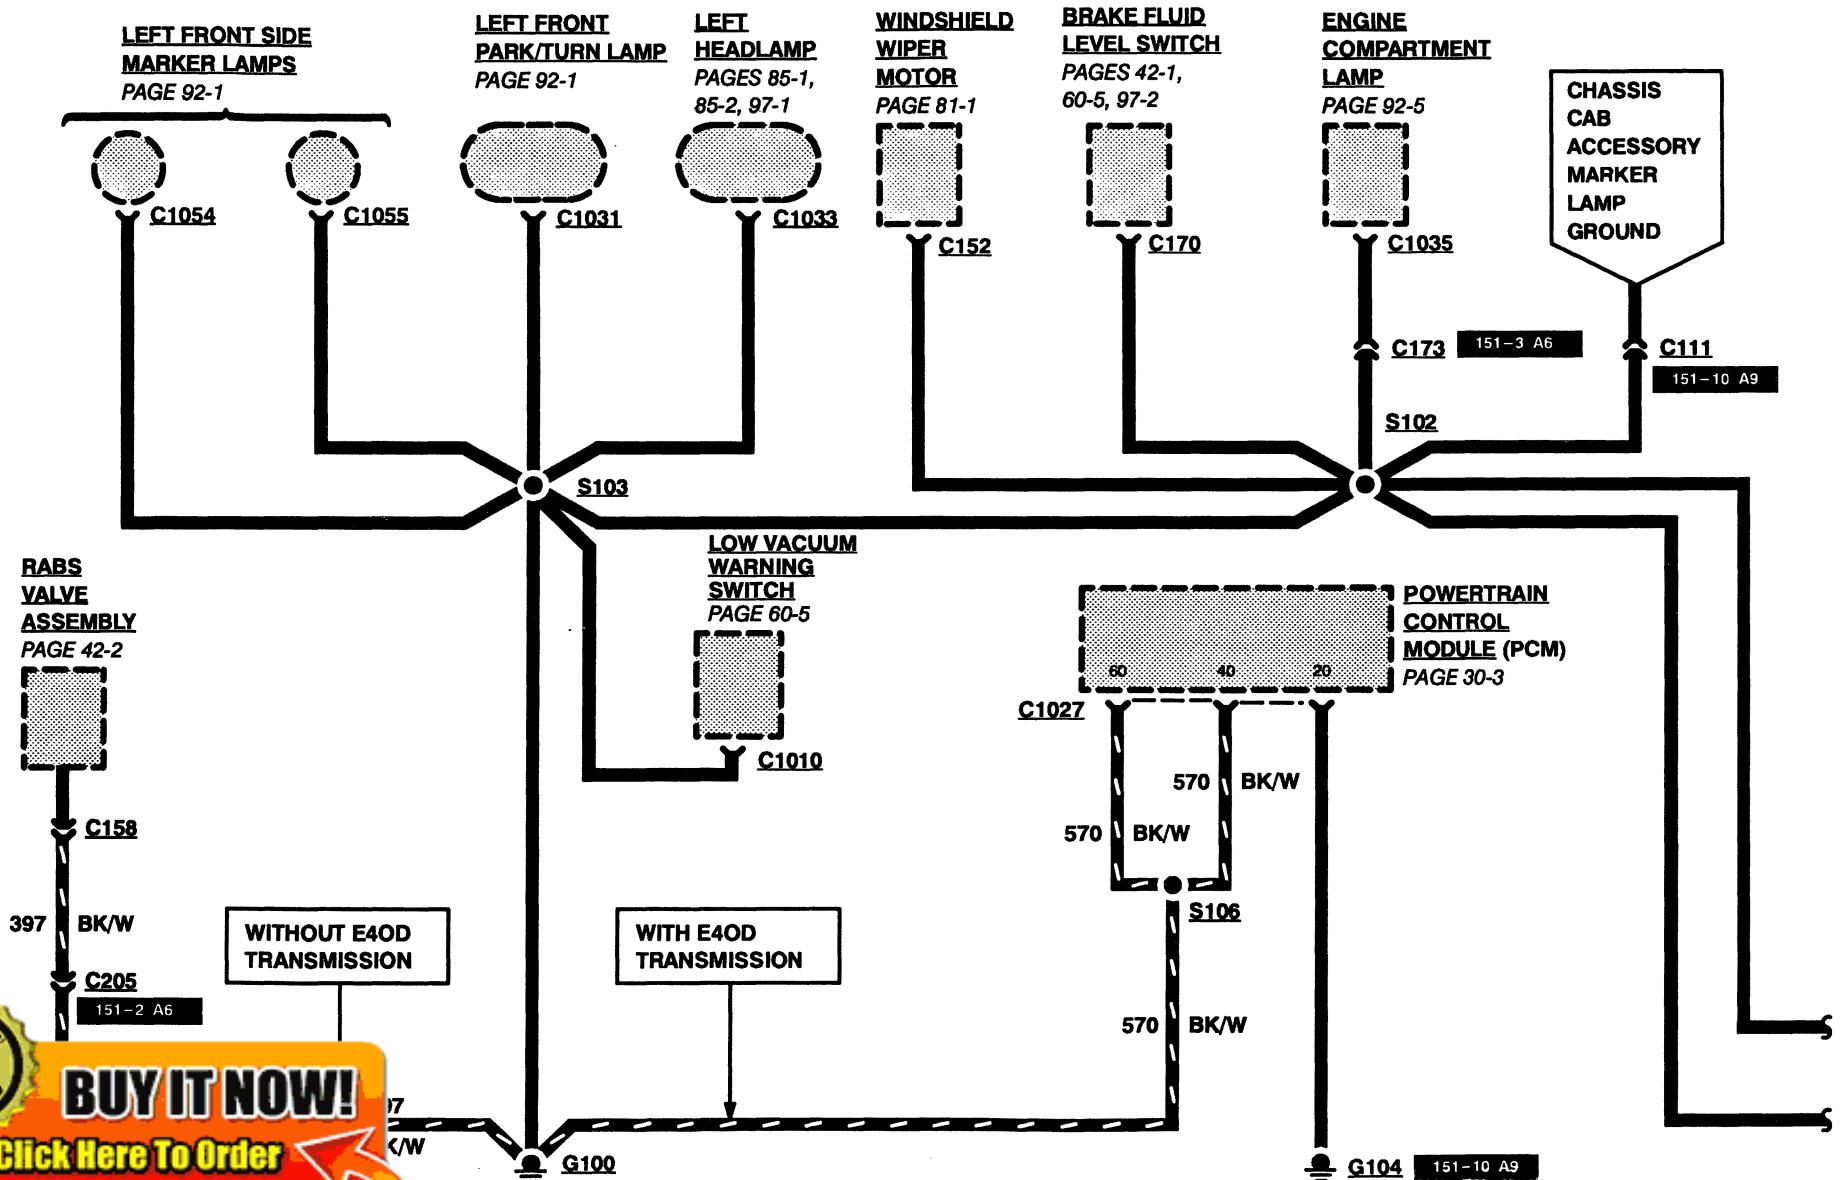 LEFT FRONT SIDE
MARKER LAMPS
PAGE 92-1
LEFT FRONT
PARK/TURN LAMP
PAGE 92-1
LEFT
HEADLAMP
PAGES 85-1,
85-2, 97-1
WINDSHIELD
WIPER
MOTOR
PAGE 81-1
BRAKE FLUID
LEVEL SWITCH
PAGES 42-1,
60-5, 97-2
ENGINE
COMPARTMENT
LAMP
PAGE 92-5
CHASSIS
CAB
ACCESSORY
MARKER
LAMP
GROUND
C1054
C1055
C1031
C1033
C152
C170
C1035
C173
151-3 A6
C111
151-10 A9
S102
S103
RABS
VALVE
ASSEMBLY
PAGE 42-2
LOW VACUUM
WARNING
SWITCH
PAGE 60-5
C1010
POWERTRAIN
CONTROL
MODULE (PCM)
PAGE 30-3
60
40
20
C1027
570
BK/W
570
BK/W
S106
570
BK/W
C158
397
BK/W
C205
151-2 A6
WITHOUT E4OD
TRANSMISSION
WITH E4OD
TRANSMISSION
BUY IT NOW!
Click Here To Order
97
K/W
G100
G104
151-10 A9